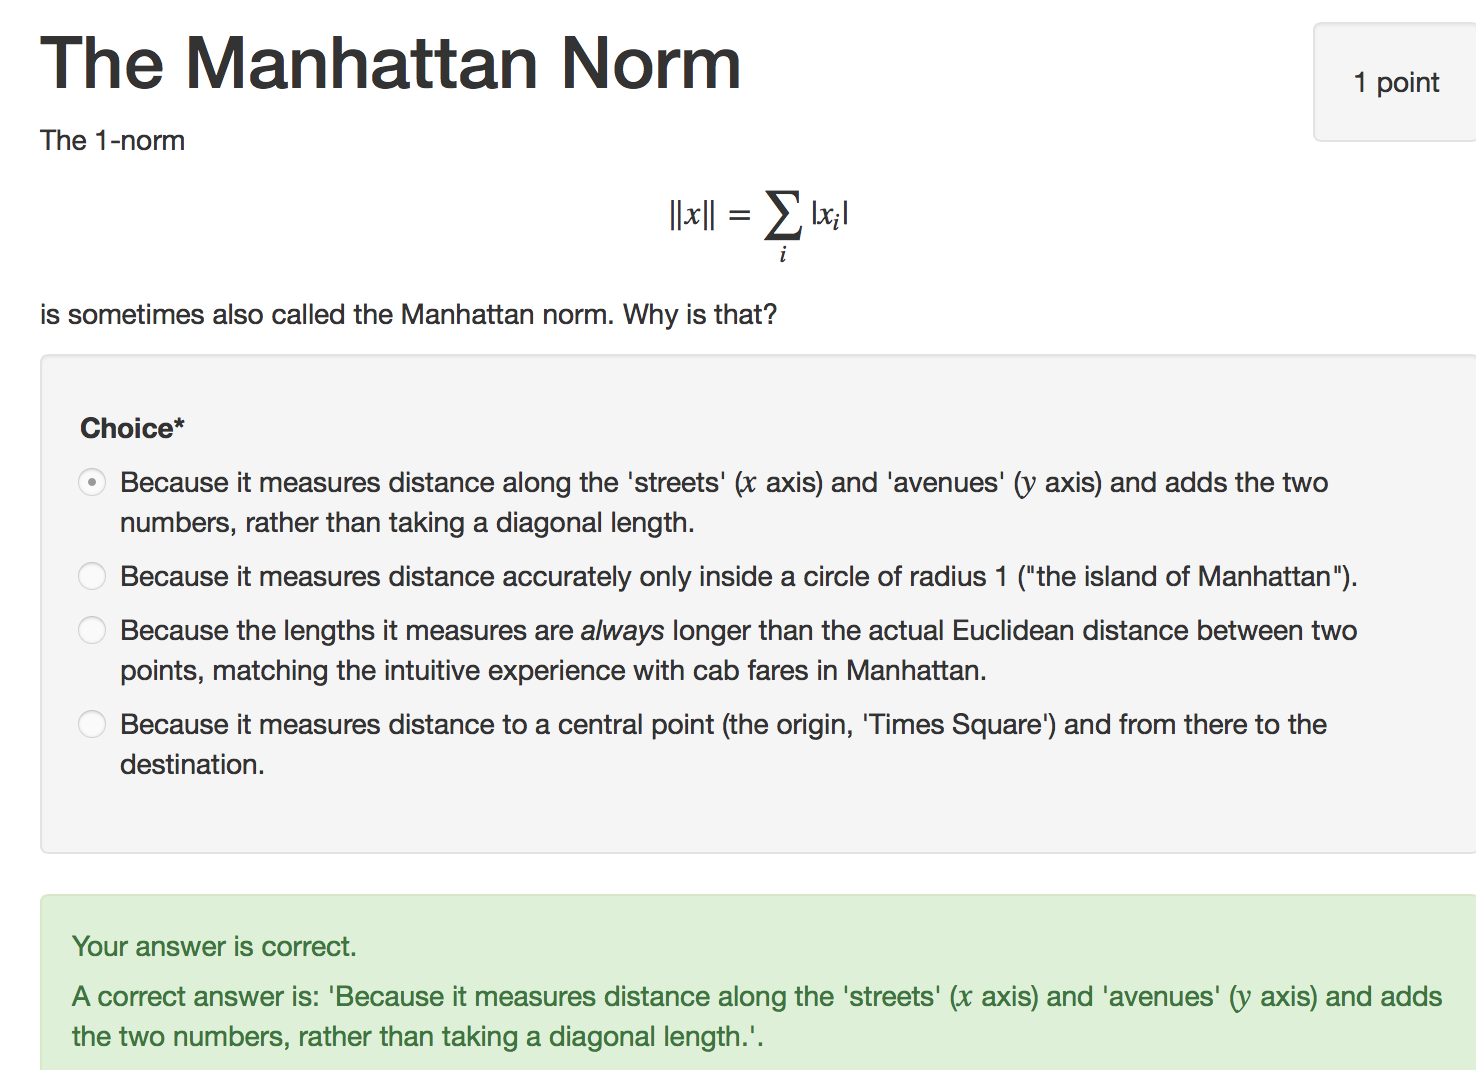 The Manhattan Norm
1 point
The 1-norm
‖x‖ = ∑ᵢ |xᵢ|
is sometimes also called the Manhattan norm. Why is that?
Choice*
Because it measures distance along the 'streets' (x axis) and 'avenues' (y axis) and adds the two
numbers, rather than taking a diagonal length.
Because it measures distance accurately only inside a circle of radius 1 ("the island of Manhattan").
Because the lengths it measures are always longer than the actual Euclidean distance between two
points, matching the intuitive experience with cab fares in Manhattan.
Because it measures distance to a central point (the origin, 'Times Square') and from there to the
destination.
Your answer is correct.
A correct answer is: 'Because it measures distance along the 'streets' (x axis) and 'avenues' (y axis) and adds
the two numbers, rather than taking a diagonal length.'.